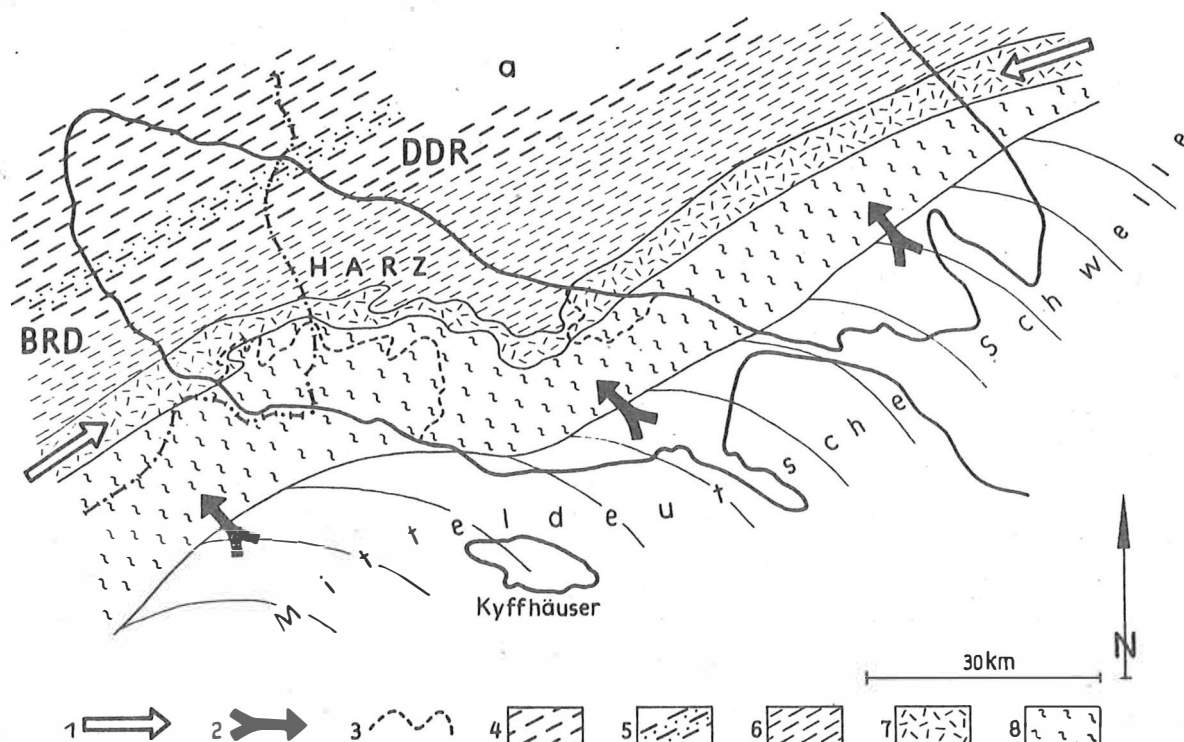 a
DDR
HARZ
BRD
Mitteldeutsche Schwelle
Kyffhäuser
N
30km
1 2 3 4 5 6 7 8